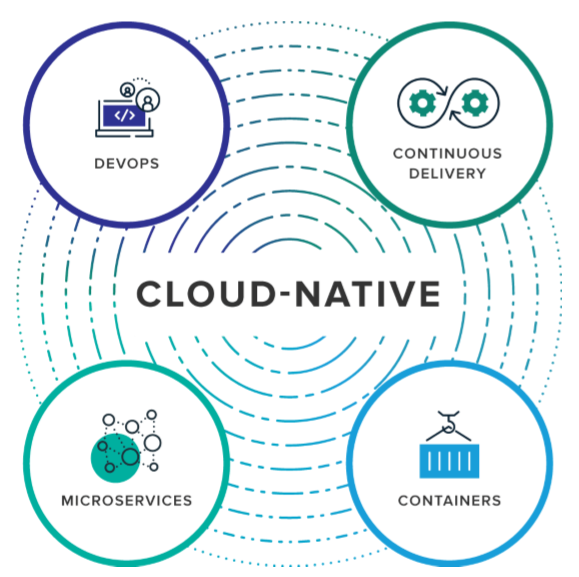 </>
DEVOPS
CONTINUOUS
DELIVERY
CLOUD-NATIVE
MICROSERVICES
CONTAINERS